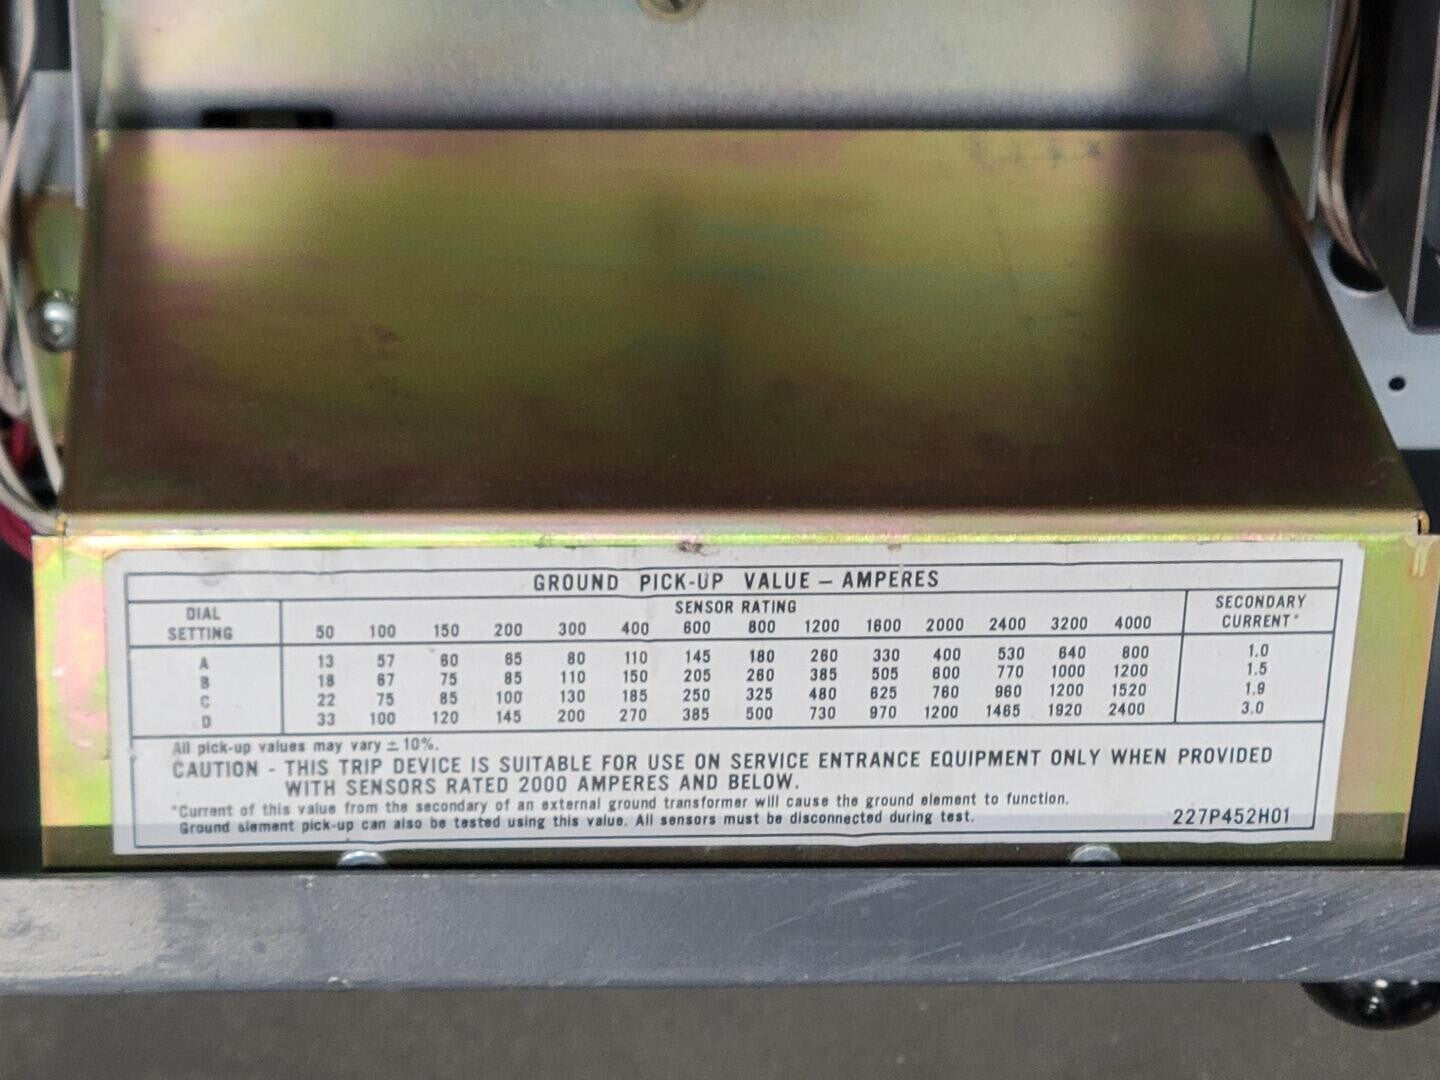 GROUND PICK-UP VALUE – AMPERES
DIAL SETTING SENSOR RATING SECONDARY CURRENT*
50 100 150 200 300 400 600 800 1200 1600 2000 2400 3200 4000
A 13 57 60 65 80 110 145 180 260 330 400 530 640 800 1.0
B 18 67 75 85 110 150 205 260 385 505 600 770 1000 1200 1.5
C 22 75 85 100 130 185 250 325 480 625 760 960 1200 1520 1.9
D 33 100 120 145 200 270 385 500 730 970 1200 1465 1920 2400 3.0
All pick-up values may vary ± 10%.
CAUTION - THIS TRIP DEVICE IS SUITABLE FOR USE ON SERVICE ENTRANCE EQUIPMENT ONLY WHEN PROVIDED
WITH SENSORS RATED 2000 AMPERES AND BELOW.
*Current of this value from the secondary of an external ground transformer will cause the ground element to function.
Ground element pick-up can also be tested using this value. All sensors must be disconnected during test.
227P452H01